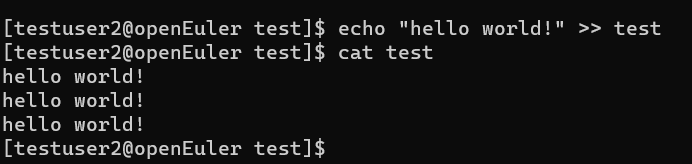 [testuser2@openEuler test]$ echo "hello world!" >> test
[testuser2@openEuler test]$ cat test
hello world!
hello world!
hello world!
[testuser2@openEuler test]$